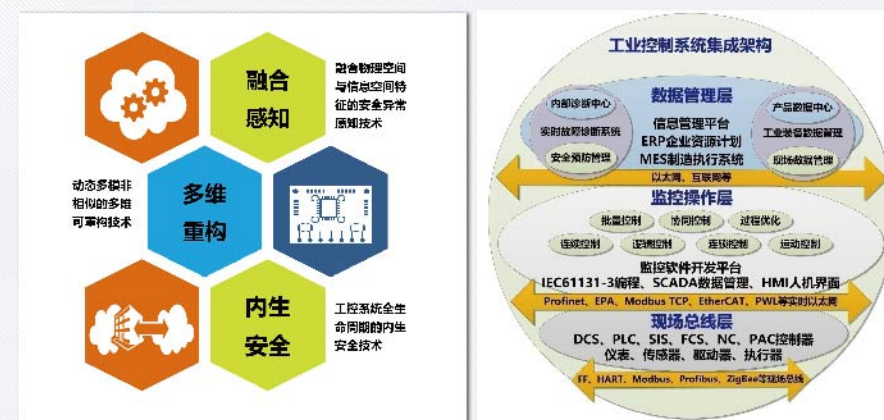 融合
感知
融合物理空间
与信息空间特
征的安全异常
感知技术
动态多模非
相似的多维
可重构技术
多维
重构
内生
安全
工控系统全生
命周期的内生
安全技术
工业控制系统集成架构
数据管理层
内部诊断中心
实时故障诊断系统
安全预防管理
信息管理平台
ERP企业资源计划
MES制造执行系统
产品数据中心
工业装备数据管理
现场数据管理
以太网、互联网等
监控操作层
批量控制 协同控制 过程优化
连续控制 逻辑控制 连锁控制 运动控制
监控软件开发平台
IEC61131-3编程、SCADA数据管理、HMI人机界面
Profinet、EPA、Modbus TCP、EtherCAT、PWL等实时以太网
现场总线层
DCS、PLC、SIS、FCS、NC、PAC控制器
仪表、传感器、驱动器、执行器
FF、HART、Modbus、Profibus、ZigBee等现场总线